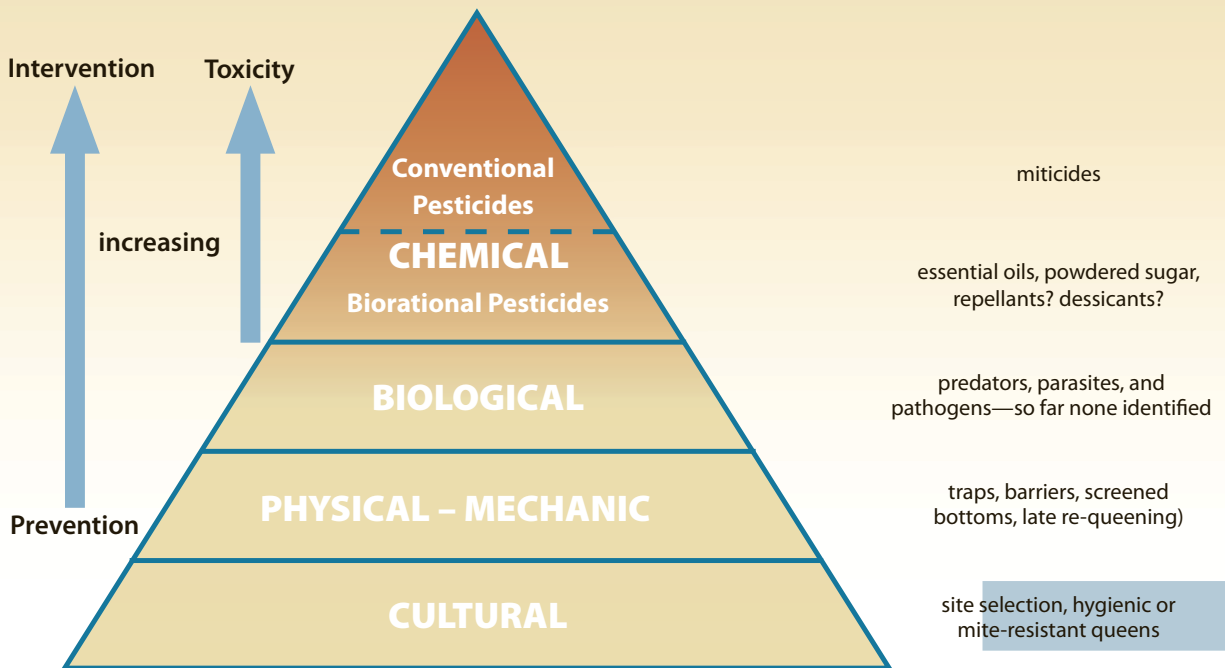 Intervention
Toxicity
increasing
Prevention
Conventional
Pesticides
CHEMICAL
Biorational Pesticides
BIOLOGICAL
PHYSICAL – MECHANIC
CULTURAL
miticides
essential oils, powdered sugar,
repellants? dessicants?
predators, parasites, and
pathogens—so far none identified
traps, barriers, screened
bottoms, late re-queening)
site selection, hygienic or
mite-resistant queens